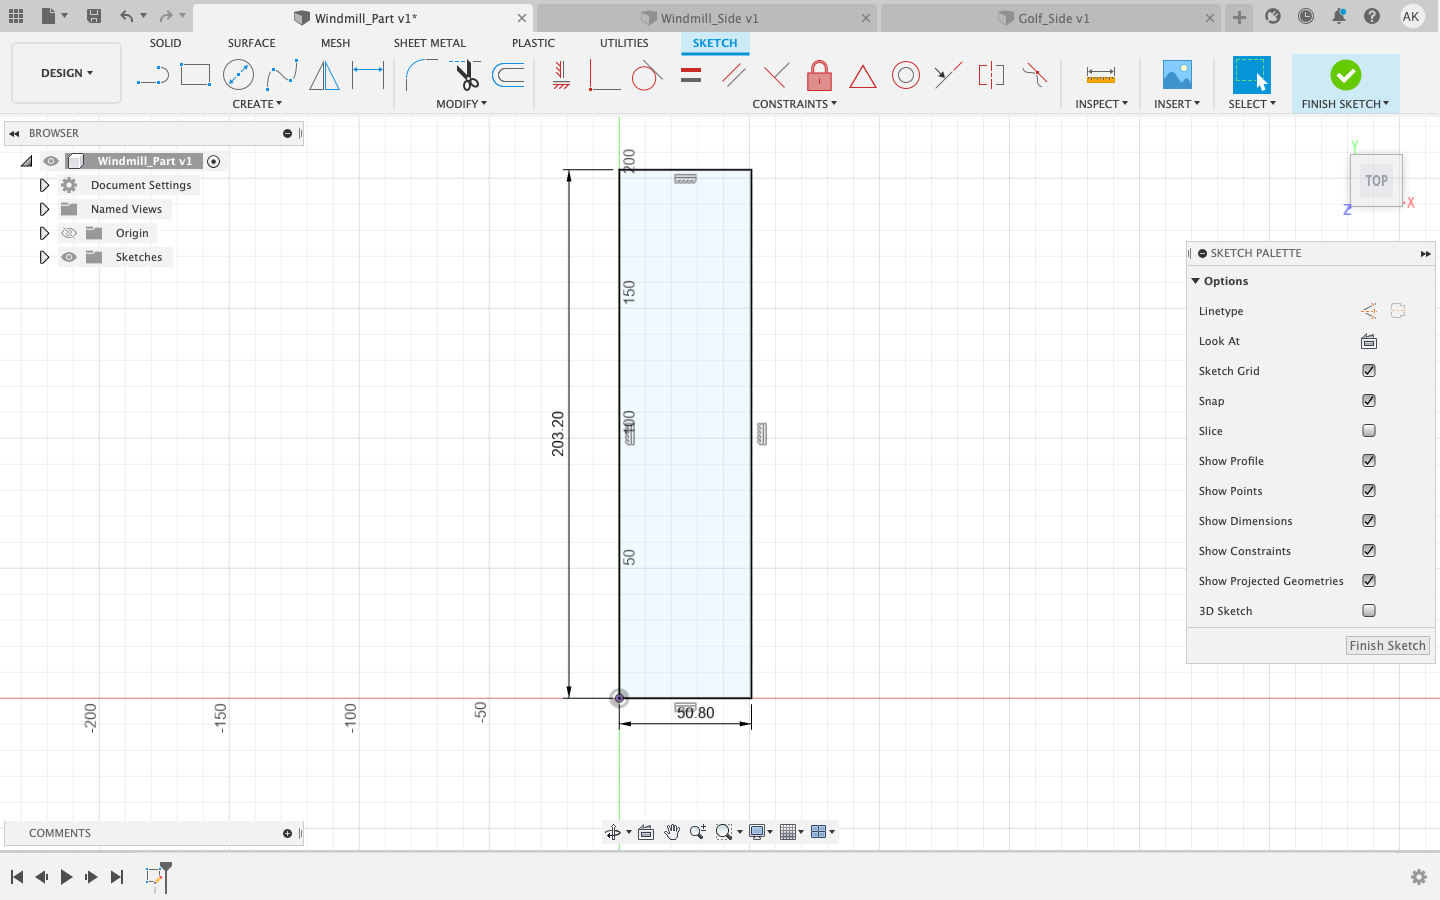 Windmill_Part v1*
Windmill_Side v1
Golf_Side v1
AK
DESIGN
SOLID
SURFACE
MESH
SHEET METAL
PLASTIC
UTILITIES
SKETCH
CREATE
MODIFY
CONSTRAINTS
INSPECT
INSERT
SELECT
FINISH SKETCH
BROWSER
Windmill_Part v1
Document Settings
Named Views
Origin
Sketches
200
150
100
50
203.20
50.80
-200
-150
-100
-50
Y
TOP
Z
X
SKETCH PALETTE
Options
Linetype
Look At
Sketch Grid
Snap
Slice
Show Profile
Show Points
Show Dimensions
Show Constraints
Show Projected Geometries
3D Sketch
Finish Sketch
COMMENTS